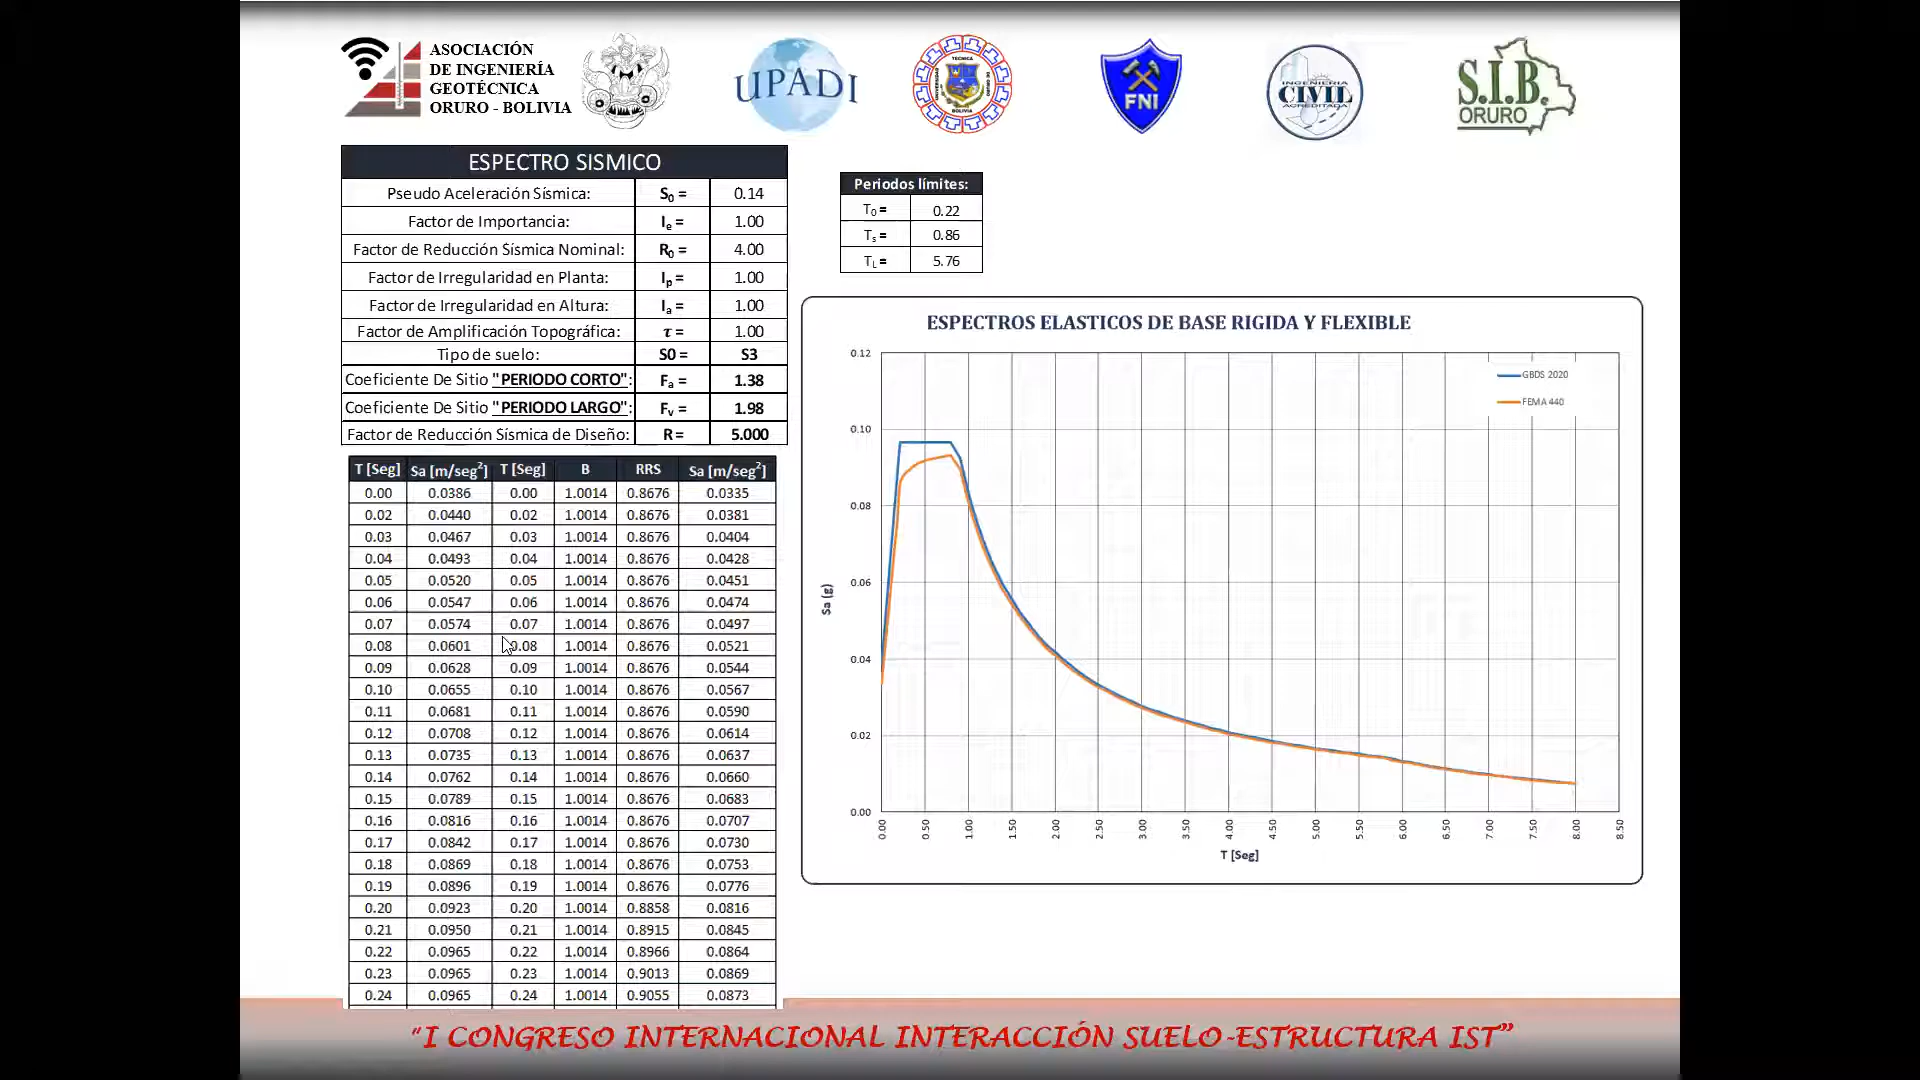 ASOCIACIÓN
DE INGENIERÍA
GEOTÉCNICA
ORURO - BOLIVIA
UPADI
FNI
INGENIERIA
CIVIL
ACREDITADA
S.I.B.
ORURO
ESPECTRO SISMICO
Pseudo Aceleración Sísmica: S0 = 0.14
Factor de Importancia: Ie = 1.00
Factor de Reducción Sísmica Nominal: R0 = 4.00
Factor de Irregularidad en Planta: Ip = 1.00
Factor de Irregularidad en Altura: Ia = 1.00
Factor de Amplificación Topográfica: τ = 1.00
Tipo de suelo: S0 = S3
Coeficiente De Sitio "PERIODO CORTO": Fa = 1.38
Coeficiente De Sitio "PERIODO LARGO": Fv = 1.98
Factor de Reducción Sísmica de Diseño: R = 5.000
Periodos límites:
T0 = 0.22
Ts = 0.86
TL = 5.76
T [Seg] Sa [m/seg²] T [Seg] B RRS Sa [m/seg²]
0.00 0.0386 0.00 1.0014 0.8676 0.0335
0.02 0.0440 0.02 1.0014 0.8676 0.0381
0.03 0.0467 0.03 1.0014 0.8676 0.0404
0.04 0.0493 0.04 1.0014 0.8676 0.0428
0.05 0.0520 0.05 1.0014 0.8676 0.0451
0.06 0.0547 0.06 1.0014 0.8676 0.0474
0.07 0.0574 0.07 1.0014 0.8676 0.0497
0.08 0.0601 0.08 1.0014 0.8676 0.0521
0.09 0.0628 0.09 1.0014 0.8676 0.0544
0.10 0.0655 0.10 1.0014 0.8676 0.0567
0.11 0.0681 0.11 1.0014 0.8676 0.0590
0.12 0.0708 0.12 1.0014 0.8676 0.0614
0.13 0.0735 0.13 1.0014 0.8676 0.0637
0.14 0.0762 0.14 1.0014 0.8676 0.0660
0.15 0.0789 0.15 1.0014 0.8676 0.0683
0.16 0.0816 0.16 1.0014 0.8676 0.0707
0.17 0.0842 0.17 1.0014 0.8676 0.0730
0.18 0.0869 0.18 1.0014 0.8676 0.0753
0.19 0.0896 0.19 1.0014 0.8676 0.0776
0.20 0.0923 0.20 1.0014 0.8858 0.0816
0.21 0.0950 0.21 1.0014 0.8915 0.0845
0.22 0.0965 0.22 1.0014 0.8966 0.0864
0.23 0.0965 0.23 1.0014 0.9013 0.0869
0.24 0.0965 0.24 1.0014 0.9055 0.0873
ESPECTROS ELASTICOS DE BASE RIGIDA Y FLEXIBLE
GBDS 2020
FEMA 440
Sa (g)
0.12
0.10
0.08
0.06
0.04
0.02
0.00
0.00 0.50 1.00 1.50 2.00 2.50 3.00 3.50 4.00 4.50 5.00 5.50 6.00 6.50 7.00 7.50 8.00 8.50
T [Seg]
"I CONGRESO INTERNACIONAL INTERACCIÓN SUELO-ESTRUCTURA IST"